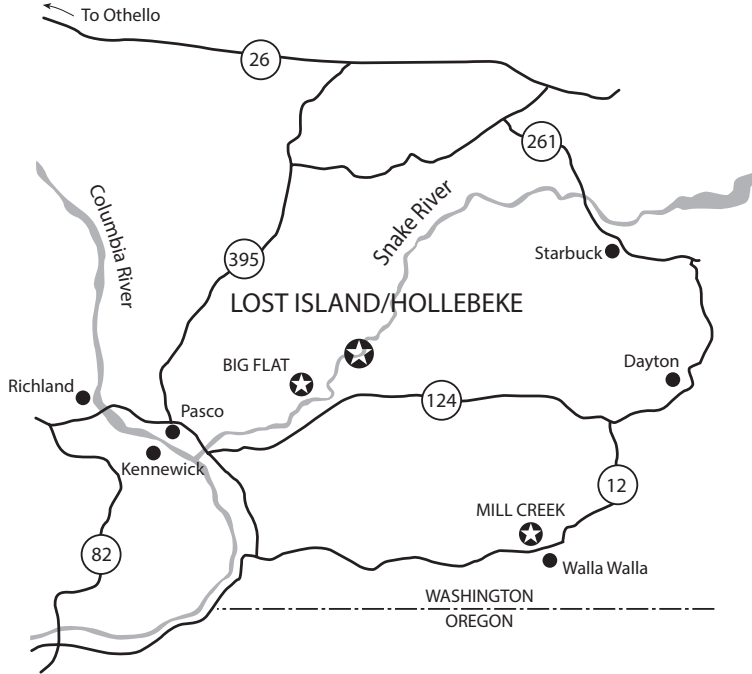 To Othello
26
261
Columbia River
Snake River
395
Starbuck
LOST ISLAND/HOLLEBEKE
BIG FLAT
Dayton
Richland
124
Pasco
Kennewick
12
MILL CREEK
82
Walla Walla
WASHINGTON
OREGON